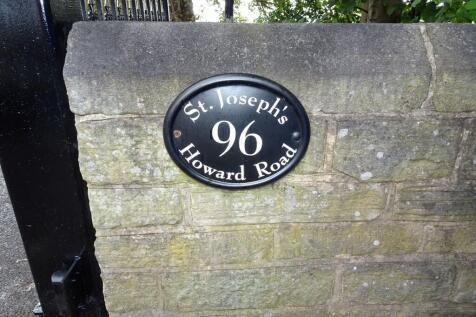 St. Joseph's
96
Howard Road